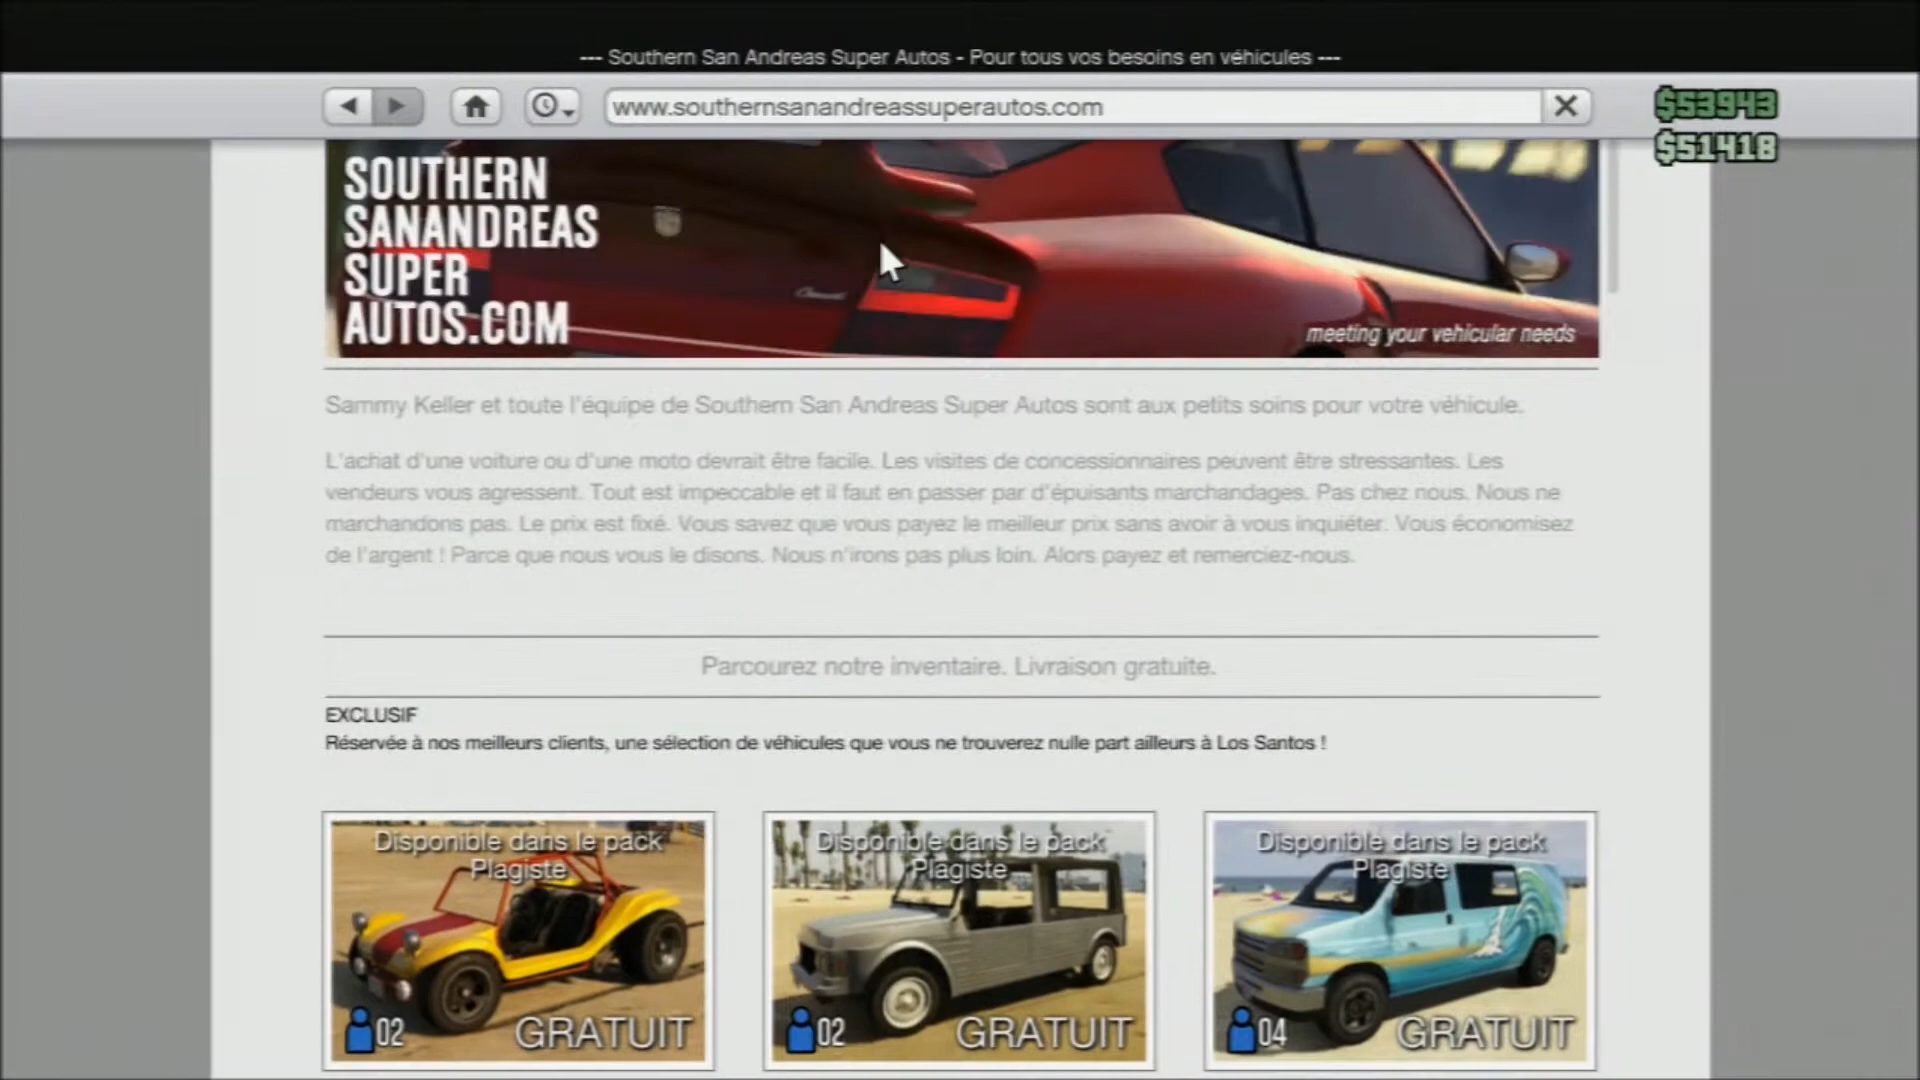 --- Southern San Andreas Super Autos - Pour tous vos besoins en véhicules ---
www.southernsanandreassuperautos.com
$53943
$51418
SOUTHERN
SANANDREAS
SUPER
AUTOS.COM
meeting your vehicular needs
Sammy Keller et toute l'équipe de Southern San Andreas Super Autos sont aux petits soins pour votre véhicule.
L'achat d'une voiture ou d'une moto devrait être facile. Les visites de concessionnaires peuvent être stressantes. Les
vendeurs vous agressent. Tout est impeccable et il faut en passer par d'épuisants marchandages. Pas chez nous. Nous ne
marchandons pas. Le prix est fixé. Vous savez que vous payez le meilleur prix sans avoir à vous inquiéter. Vous économisez
de l'argent ! Parce que nous vous le disons. Nous n'irons pas plus loin. Alors payez et remerciez-nous.
Parcourez notre inventaire. Livraison gratuite.
EXCLUSIF
Réservée à nos meilleurs clients, une sélection de véhicules que vous ne trouverez nulle part ailleurs à Los Santos !
Disponible dans le pack
Plagiste
02 GRATUIT
Disponible dans le pack
Plagiste
02 GRATUIT
Disponible dans le pack
Plagiste
04 GRATUIT